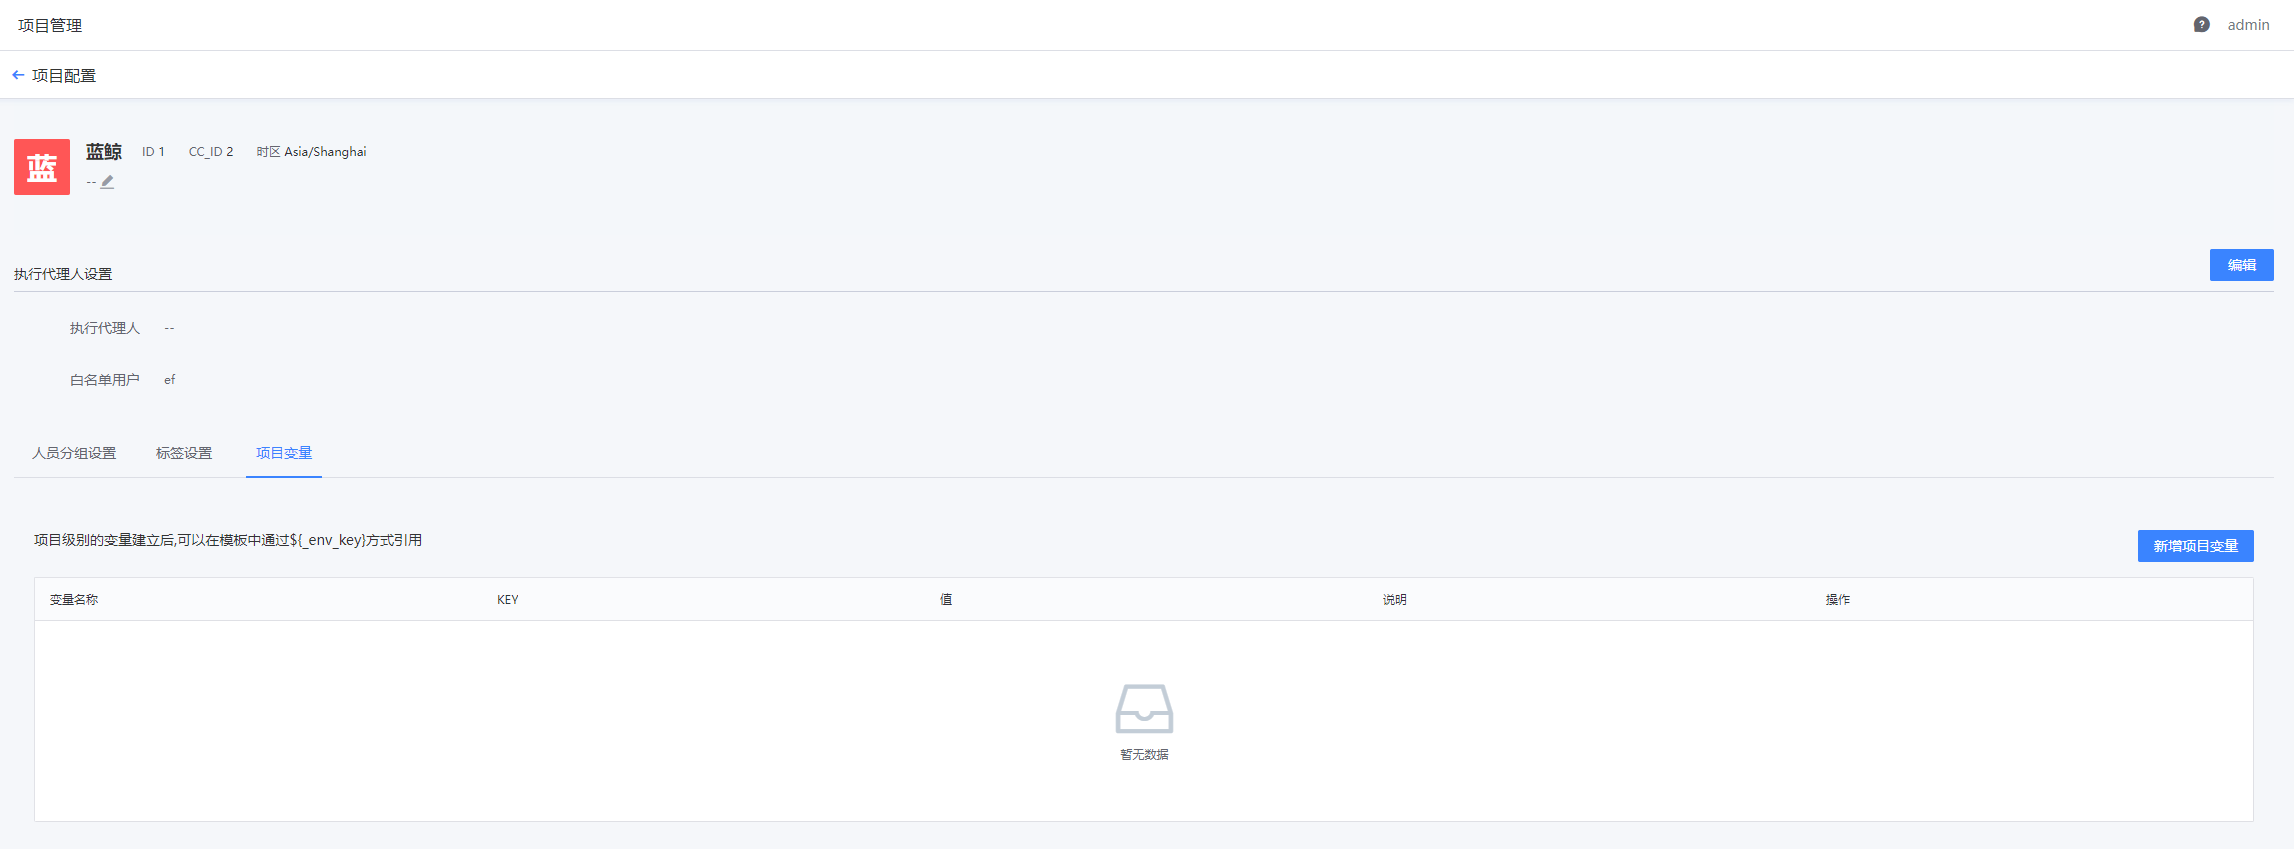 项目管理
admin
项目配置
蓝
蓝鲸 ID 1 CC_ID 2 时区 Asia/Shanghai
--
执行代理人设置
编辑
执行代理人 --
白名单用户 ef
人员分组设置 标签设置 项目变量
项目级别的变量建立后,可以在模板中通过${_env_key}方式引用
新增项目变量
变量名称 KEY 值 说明 操作
暂无数据